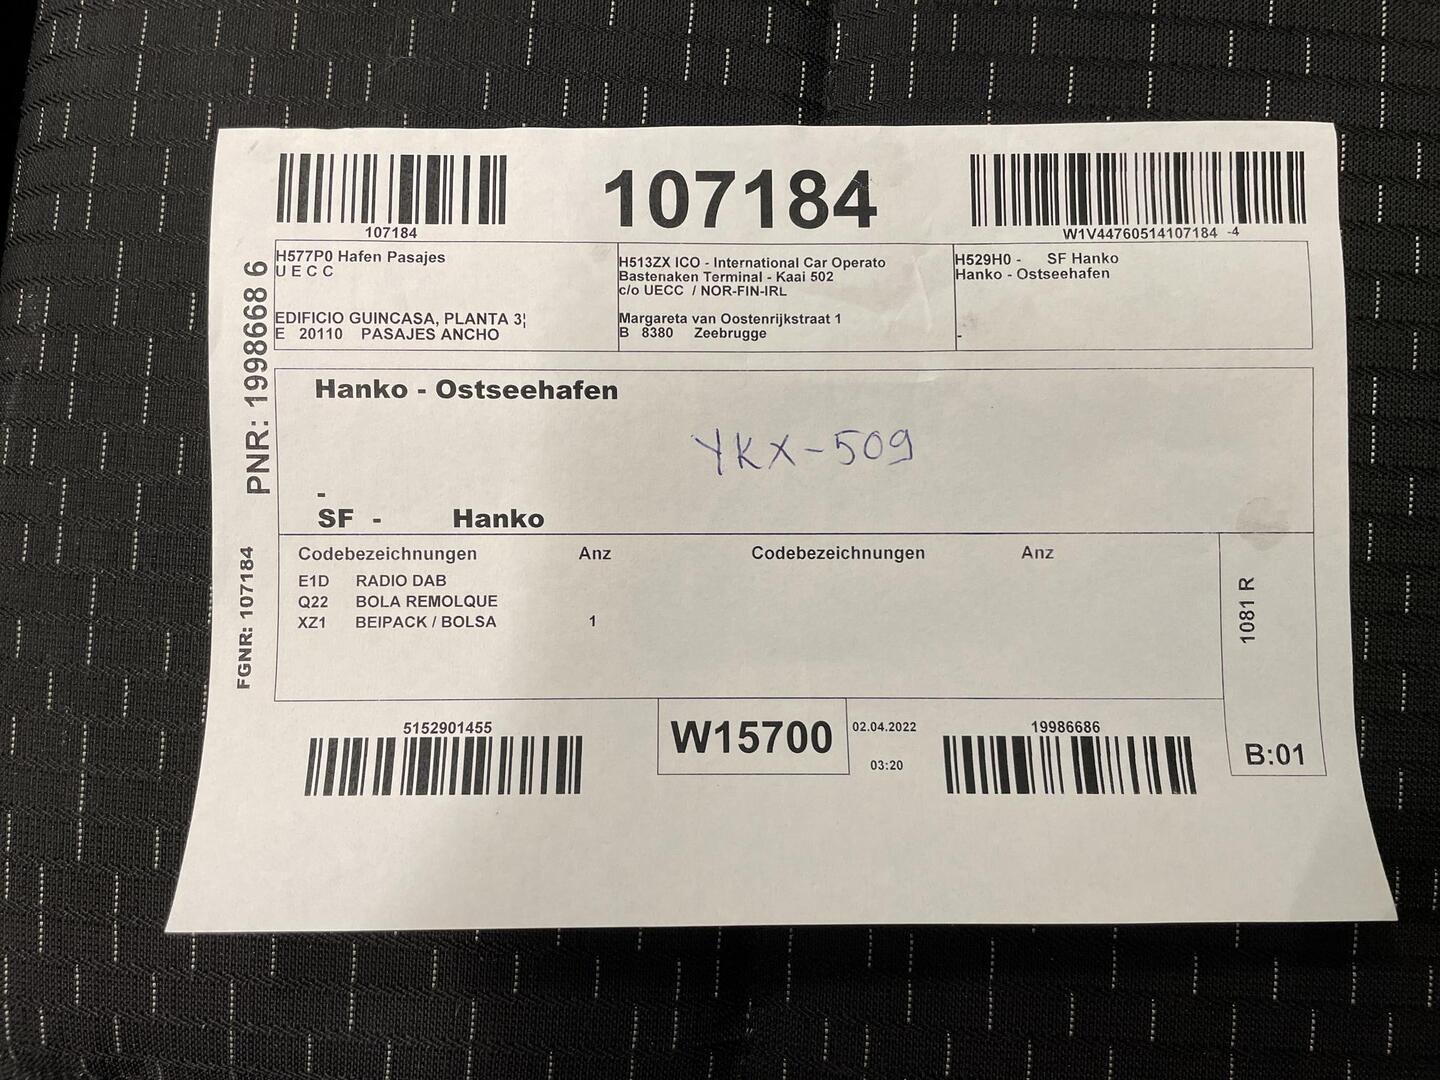 107184
107184
W1V44760514107184 -4
H577P0 Hafen Pasajes
U E C C
EDIFICIO GUINCASA, PLANTA 3¦
E 20110 PASAJES ANCHO
H513ZX ICO - International Car Operato
Bastenaken Terminal - Kaai 502
c/o UECC / NOR-FIN-IRL
Margareta van Oostenrijkstraat 1
B 8380 Zeebrugge
H529H0 - SF Hanko
Hanko - Ostseehafen
-
PNR: 1998668 6
Hanko - Ostseehafen
YKX-509
-
SF - Hanko
FGNR: 107184
Codebezeichnungen Anz Codebezeichnungen Anz
E1D RADIO DAB
Q22 BOLA REMOLQUE
XZ1 BEIPACK / BOLSA 1
1081 R
B:01
5152901455
W15700
02.04.2022
03:20
19986686